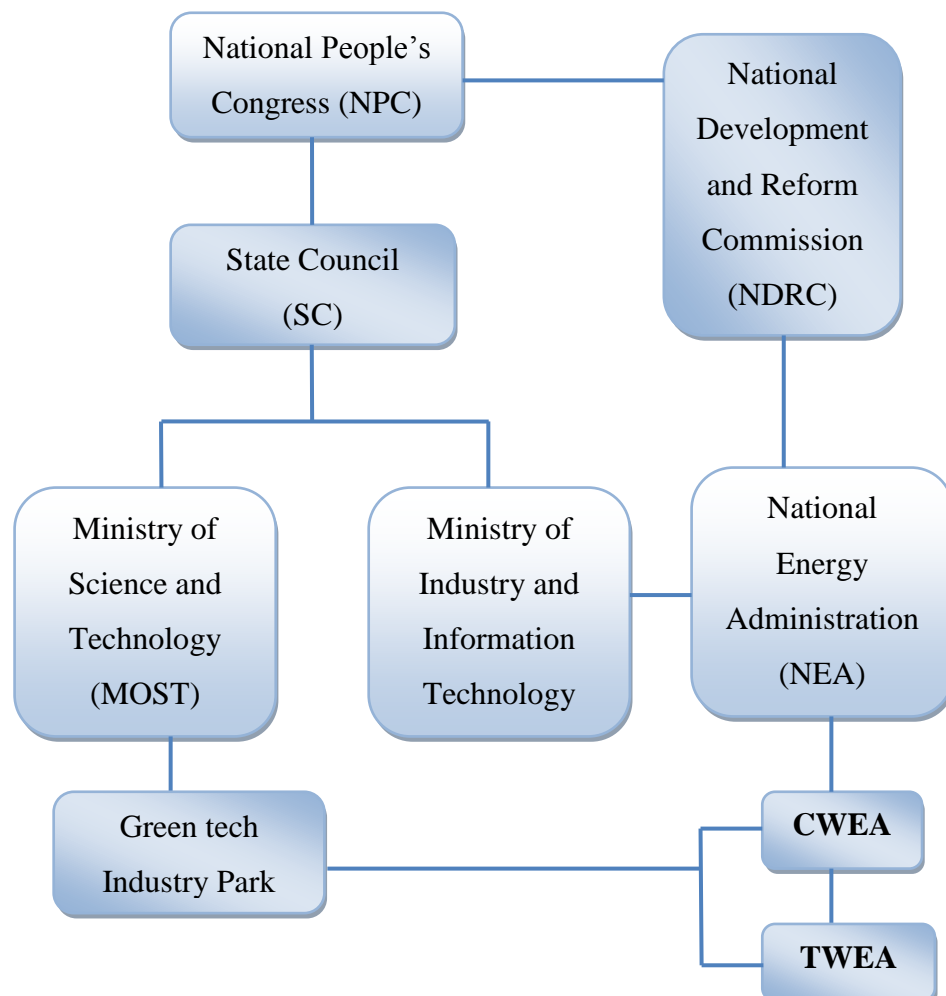 National People’s
Congress (NPC)
National
Development
and Reform
Commission
(NDRC)
State Council
(SC)
Ministry of
Science and
Technology
(MOST)
Ministry of
Industry and
Information
Technology
National
Energy
Administration
(NEA)
Green tech
Industry Park
CWEA
TWEA